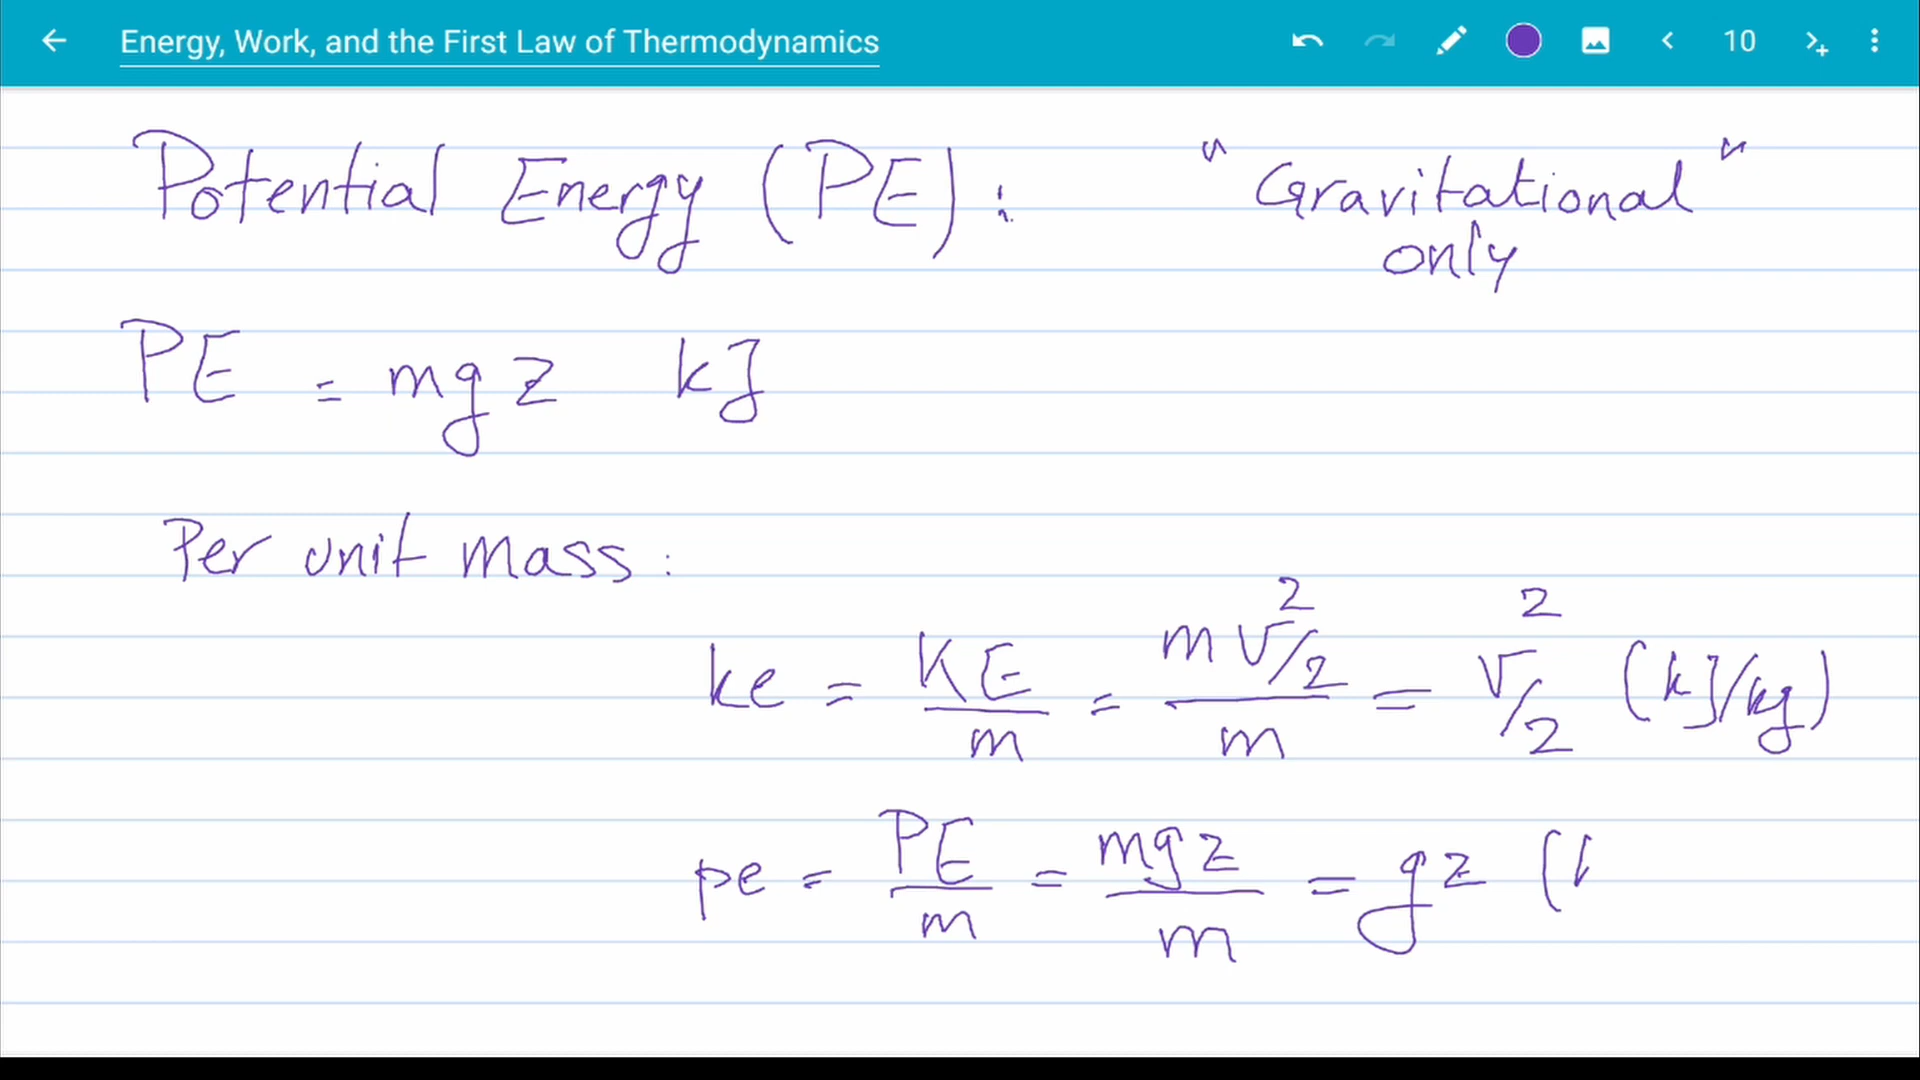 Energy, Work, and the First Law of Thermodynamics 10
Potential Energy (PE): "Gravitational"
only
PE = mgz kJ
Per unit mass:
ke = KE/m = (mV²/2)/m = V²/2 (kJ/kg)
pe = PE/m = mgz/m = gz (